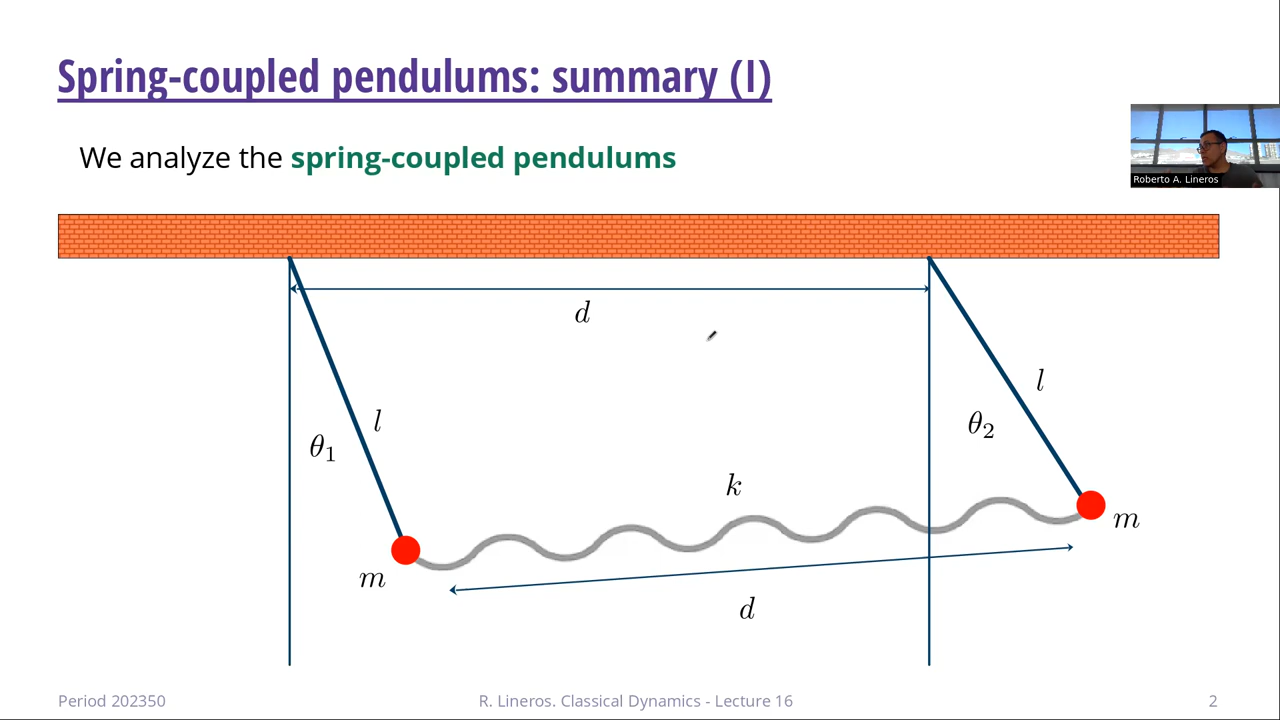 Spring-coupled pendulums: summary (I)
We analyze the spring-coupled pendulums
Roberto A. Lineros
d
l
l
θ₁
θ₂
k
m
m
d
Period 202350
R. Lineros. Classical Dynamics - Lecture 16
2